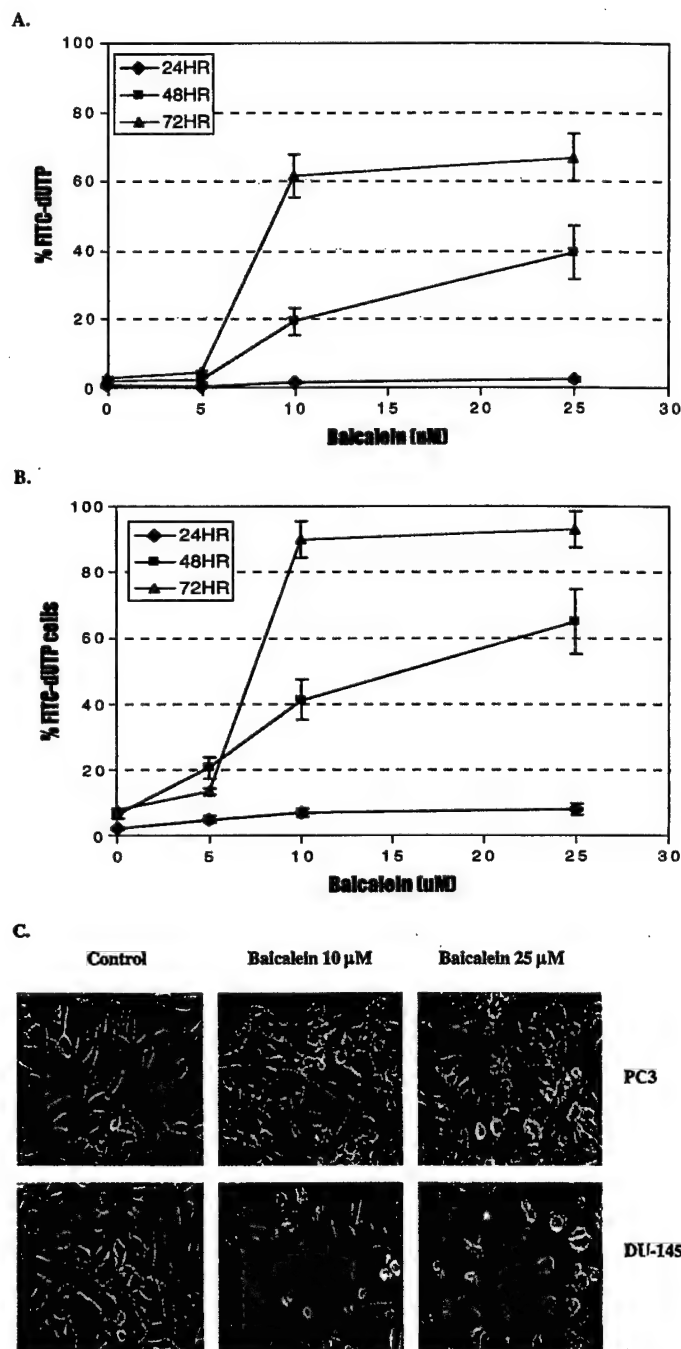 A.
100
80
60
40
20
0
24HR
48HR
72HR
% FITC-dUTP
0 5 10 15 20 25 30
Baicalein (uM)
B.
100
80
60
40
20
0
24HR
48HR
72HR
% FITC-dUTP cells
0 5 10 15 20 25 30
Baicalein (uM)
C.
Control Baicalein 10 µM Baicalein 25 µM
PC3
DU-145